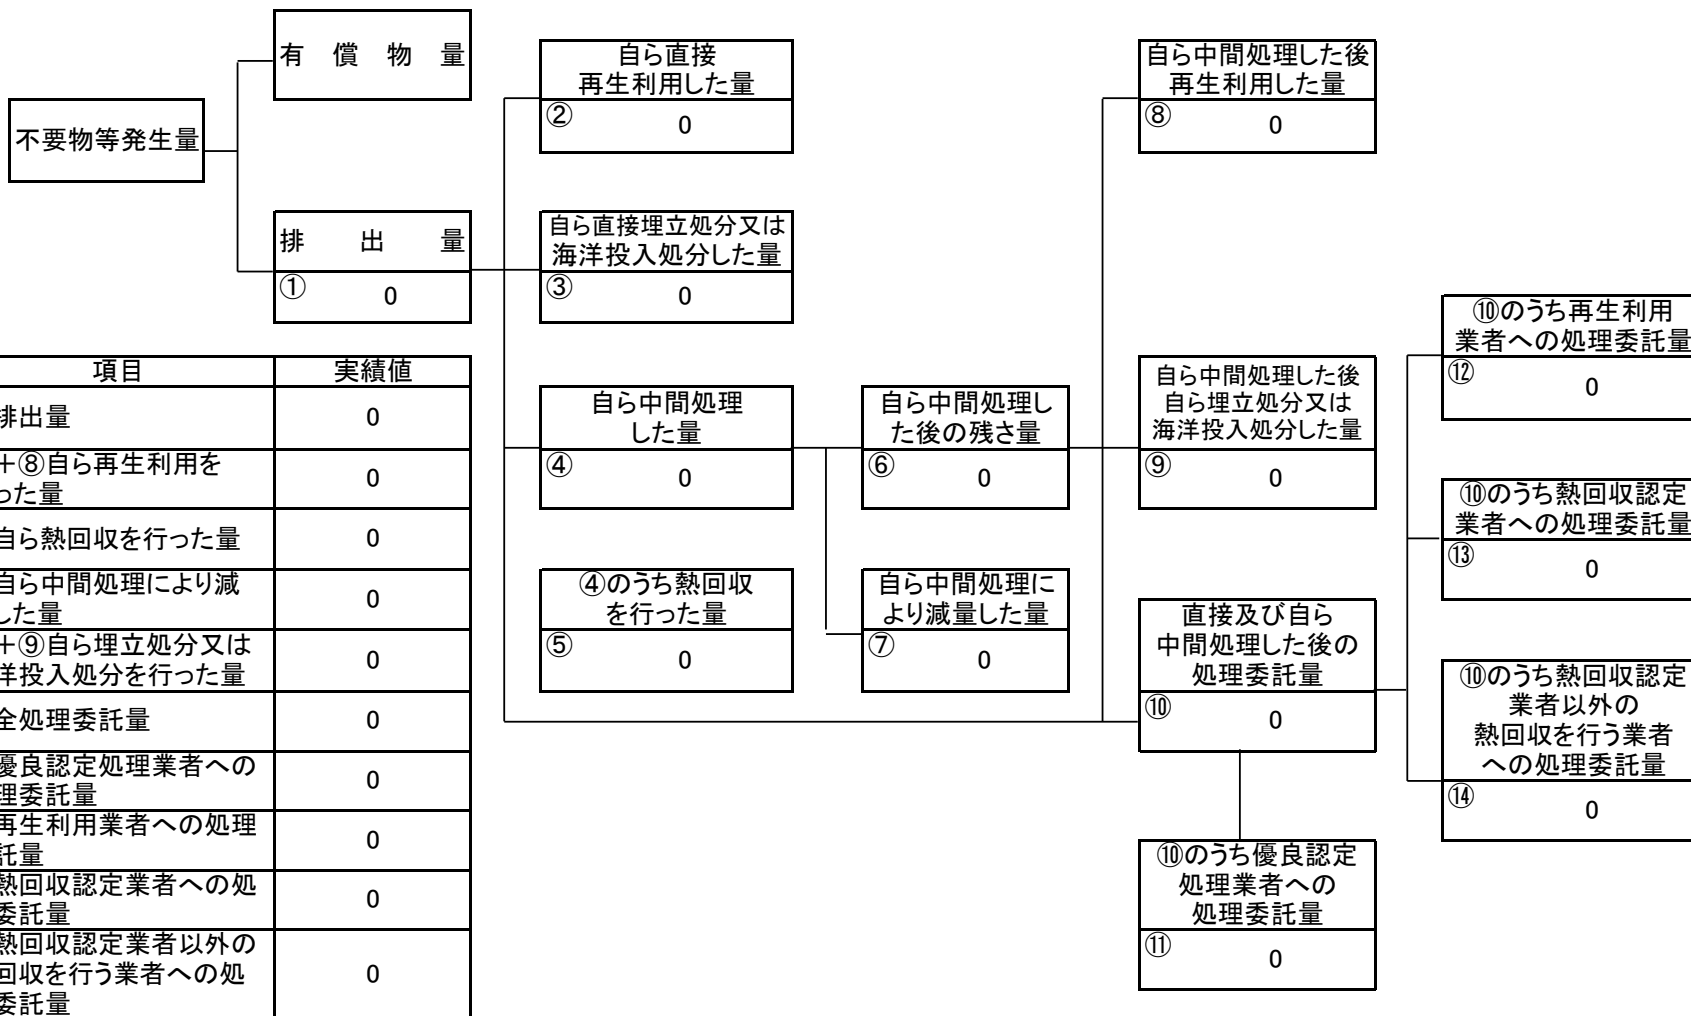 有償物量
不要物等発生量
排出量
①
0
自ら直接
再生利用した量
②
0
自ら直接埋立処分又は
海洋投入処分した量
③
0
自ら中間処理
した量
④
0
④のうち熱回収
を行った量
⑤
0
自ら中間処理し
た後の残さ量
⑥
0
自ら中間処理に
より減量した量
⑦
0
自ら中間処理した後
再生利用した量
⑧
0
自ら中間処理した後
自ら埋立処分又は
海洋投入処分した量
⑨
0
直接及び自ら
中間処理した後の
処理委託量
⑩
0
⑩のうち優良認定
処理業者への
処理委託量
⑪
0
⑩のうち再生利用
業者への処理委託量
⑫
0
⑩のうち熱回収認定
業者への処理委託量
⑬
0
⑩のうち熱回収認定
業者以外の
熱回収を行う業者
への処理委託量
⑭
0
項目 実績値
排出量 0
+⑧自ら再生利用を
った量
0
自ら熱回収を行った量 0
自ら中間処理により減
した量
0
+⑨自ら埋立処分又は
洋投入処分を行った量
0
全処理委託量 0
優良認定処理業者への
理委託量
0
再生利用業者への処理
託量
0
熱回収認定業者への処
委託量
0
熱回収認定業者以外の
回収を行う業者への処
委託量
0